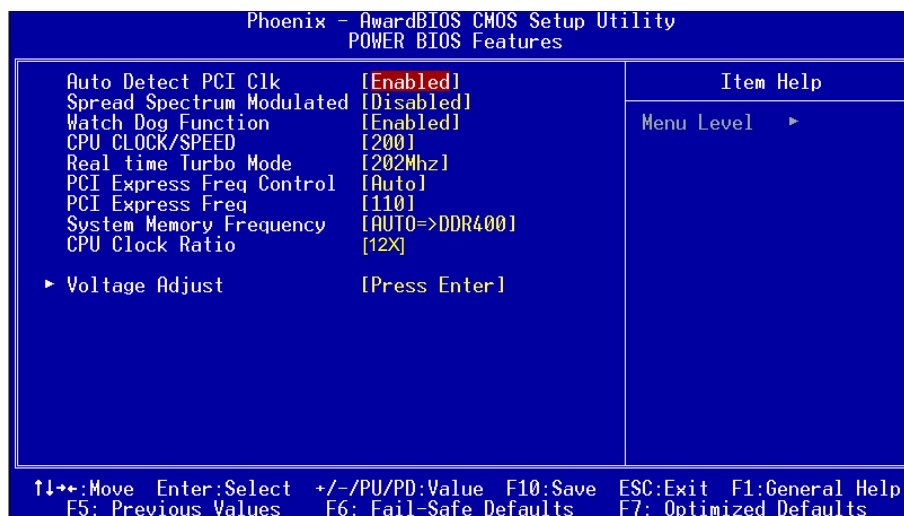 Phoenix - AwardBIOS CMOS Setup Utility
POWER BIOS Features
Auto Detect PCI Clk [Enabled]
Spread Spectrum Modulated [Disabled]
Watch Dog Function [Enabled]
CPU CLOCK/SPEED [200]
Real time Turbo Mode [202Mhz]
PCI Express Freq Control [Auto]
PCI Express Freq [110]
System Memory Frequency [AUTO=>DDR400]
CPU Clock Ratio [12X]
► Voltage Adjust [Press Enter]
Item Help
Menu Level ►
↑↓→←:Move Enter:Select +/-/PU/PD:Value F10:Save ESC:Exit F1:General Help
F5: Previous Values F6: Fail-Safe Defaults F7: Optimized Defaults